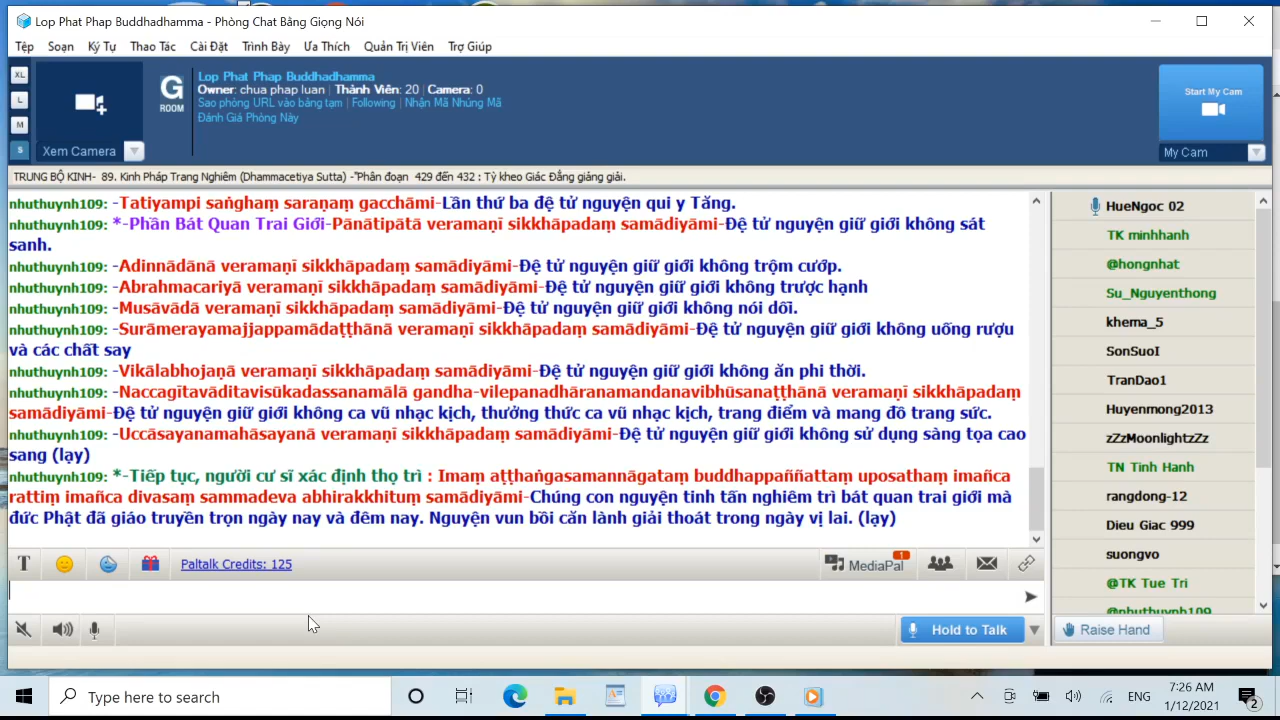 Lop Phat Phap Buddhadhamma - Phòng Chat Bằng Giọng Nói
Tệp Soạn Ký Tự Thao Tác Cài Đặt Trình Bày Ưa Thích Quản Trị Viên Trợ Giúp
XL
L
M
S
Xem Camera
G
ROOM
Lop Phat Phap Buddhadhamma
Owner: chua phap luan | Thành Viên: 20 | Camera: 0
Sao phỏng URL vào bảng tạm | Following | Nhận Mã Nhúng Mã
Đánh Giá Phòng Này
Start My Cam
My Cam
TRUNG BỘ KINH- 89. Kinh Pháp Trang Nghiêm (Dhammacetiya Sutta) -"Phân đoạn 429 đến 432 : Tỳ kheo Giác Đẳng giảng giải.
nhuthuynh109: -Tatiyampi saṅghaṃ saraṇaṃ gacchāmi-Lần thứ ba đệ tử nguyện qui y Tăng.
nhuthuynh109: *-Phần Bát Quan Trai Giới-Pānātipātā veramaṇī sikkhāpadaṃ samādiyāmi-Đệ tử nguyện giữ giới không sát
sanh.
nhuthuynh109: -Adinnādānā veramaṇī sikkhāpadaṃ samādiyāmi-Đệ tử nguyện giữ giới không trộm cướp.
nhuthuynh109: -Abrahmacariyā veramaṇī sikkhāpadaṃ samādiyāmi-Đệ tử nguyện giữ giới không trược hạnh
nhuthuynh109: -Musāvādā veramaṇī sikkhāpadaṃ samādiyāmi-Đệ tử nguyện giữ giới không nói dối.
nhuthuynh109: -Surāmerayamajjappamādaṭṭhānā veramaṇī sikkhāpadaṃ samādiyāmi-Đệ tử nguyện giữ giới không uống rượu
và các chất say
nhuthuynh109: -Vikālabhojaṇa veramaṇī sikkhāpadaṃ samādiyāmi-Đệ tử nguyện giữ giới không ăn phi thời.
nhuthuynh109: -Naccagītavāditavisūkadassanamālā gandha-vilepanadhāranamandanavibhūsanaṭṭhānā veramaṇī sikkhāpadaṃ
samādiyāmi-Đệ tử nguyện giữ giới không ca vũ nhạc kịch, thưởng thức ca vũ nhạc kịch, trang điểm và mang đồ trang sức.
nhuthuynh109: -Uccāsayanamahāsayanā veramaṇī sikkhāpadaṃ samādiyāmi-Đệ tử nguyện giữ giới không sử dụng sàng tọa cao
sang (lạy)
nhuthuynh109: *-Tiếp tục, người cư sĩ xác định thọ trì : Imaṃ aṭṭhaṅgasamannāgataṃ buddhappaññattaṃ uposathaṃ imañca
rattiṃ imañca divasaṃ sammadeva abhirakkhituṃ samādiyāmi-Chúng con nguyện tinh tấn nghiêm trì bát quan trai giới mà
đức Phật đã giáo truyền trọn ngày nay và đêm nay. Nguyện vun bồi căn lành giải thoát trong ngày vị lai. (lạy)
HueNgoc 02
TK minhhanh
@hongnhat
Su_Nguyenthong
khema_5
SonSuoI
TranDao1
Huyenmong2013
zZzMoonlightzZz
TN Tinh Hanh
rangdong-12
Dieu Giac 999
suongvo
@TK Tue Tri
@nhuthuynh109
T
Paltalk Credits: 125
MediaPal
1
Hold to Talk
Raise Hand
Type here to search
ENG
7:26 AM
1/12/2021
2